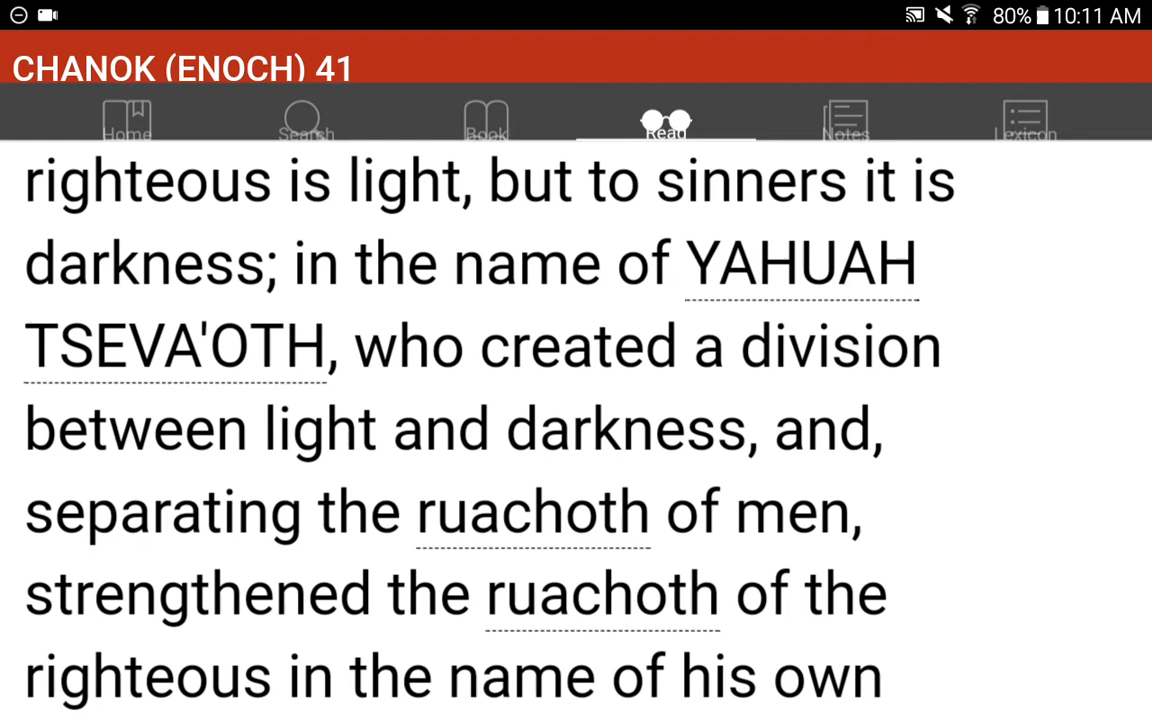 80% 10:11 AM
CHANOK (ENOCH) 41
Home Search Book Read Notes Lexicon
righteous is light, but to sinners it is
darkness; in the name of YAHUAH
TSEVA'OTH, who created a division
between light and darkness, and,
separating the ruachoth of men,
strengthened the ruachoth of the
righteous in the name of his own